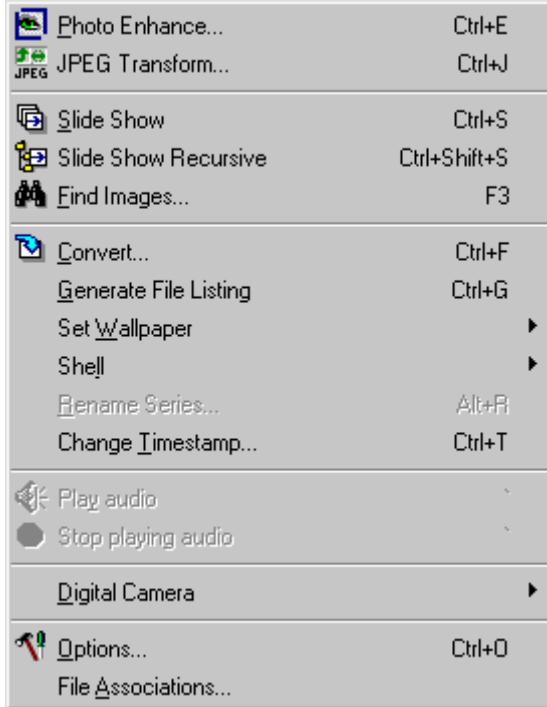 Photo Enhance... Ctrl+E
JPEG JPEG Transform... Ctrl+J
Slide Show Ctrl+S
Slide Show Recursive Ctrl+Shift+S
Find Images... F3
Convert... Ctrl+F
Generate File Listing Ctrl+G
Set Wallpaper
Shell
Rename Series... Alt+R
Change Timestamp... Ctrl+T
Play audio `
Stop playing audio `
Digital Camera
Options... Ctrl+O
File Associations...